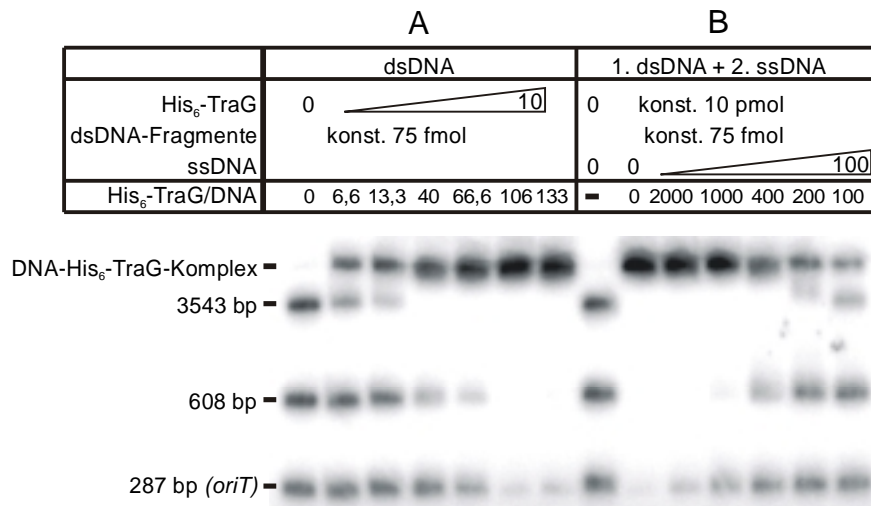 A B
dsDNA 1. dsDNA + 2. ssDNA
His6-TraG 0 10 0 konst. 10 pmol
dsDNA-Fragmente konst. 75 fmol konst. 75 fmol
ssDNA 0 0 100
His6-TraG/DNA 0 6,6 13,3 40 66,6 106 133 - 0 2000 1000 400 200 100
DNA-His6-TraG-Komplex
3543 bp
608 bp
287 bp (oriT)